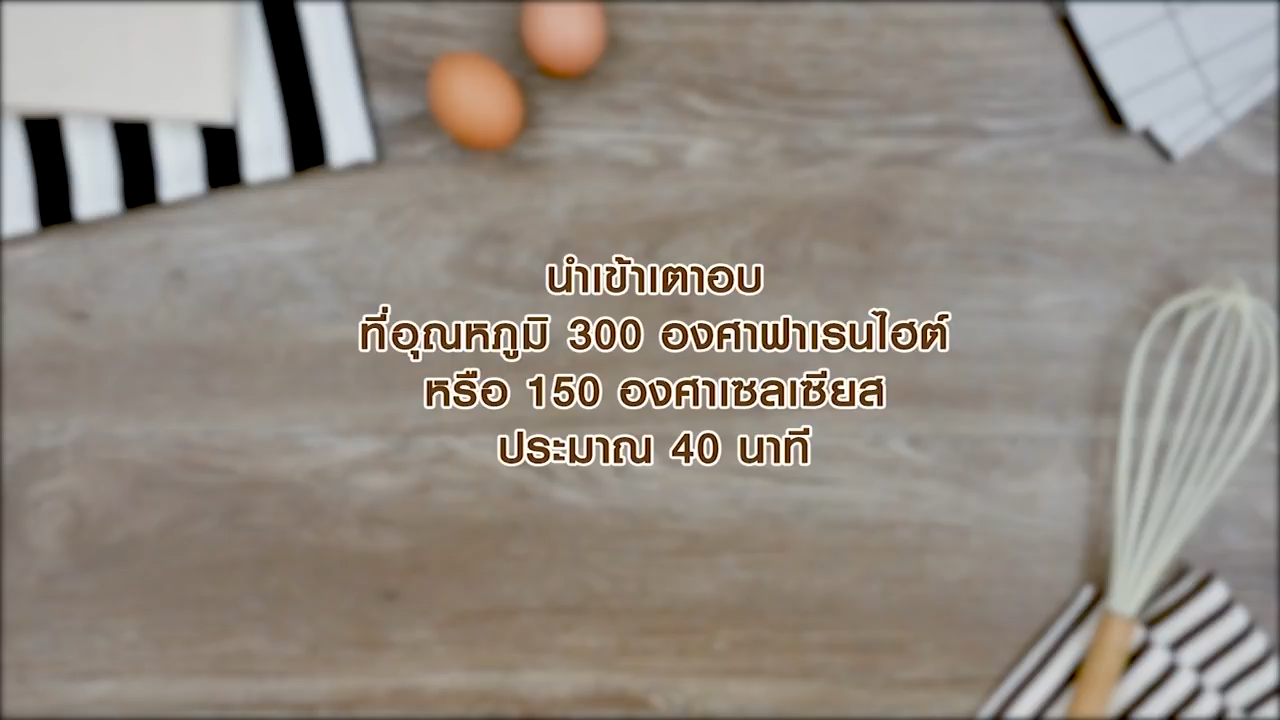 นำเข้าเตาอบ
ที่อุณหภูมิ 300 องศาฟาเรนไฮต์
หรือ 150 องศาเซลเซียส
ประมาณ 40 นาที